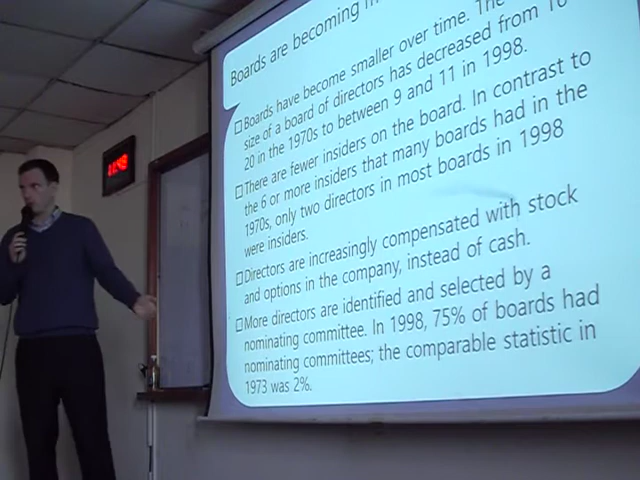 Boards are becoming
□ Boards have become smaller over time. The
size of a board of directors has decreased from 16
20 in the 1970s to between 9 and 11 in 1998.
□ There are fewer insiders on the board. In contrast to
the 6 or more insiders that many boards had in the
1970s, only two directors in most boards in 1998
were insiders.
□ Directors are increasingly compensated with stock
and options in the company, instead of cash.
□ More directors are identified and selected by a
nominating committee. In 1998, 75% of boards had
nominating committees; the comparable statistic in
1973 was 2%.